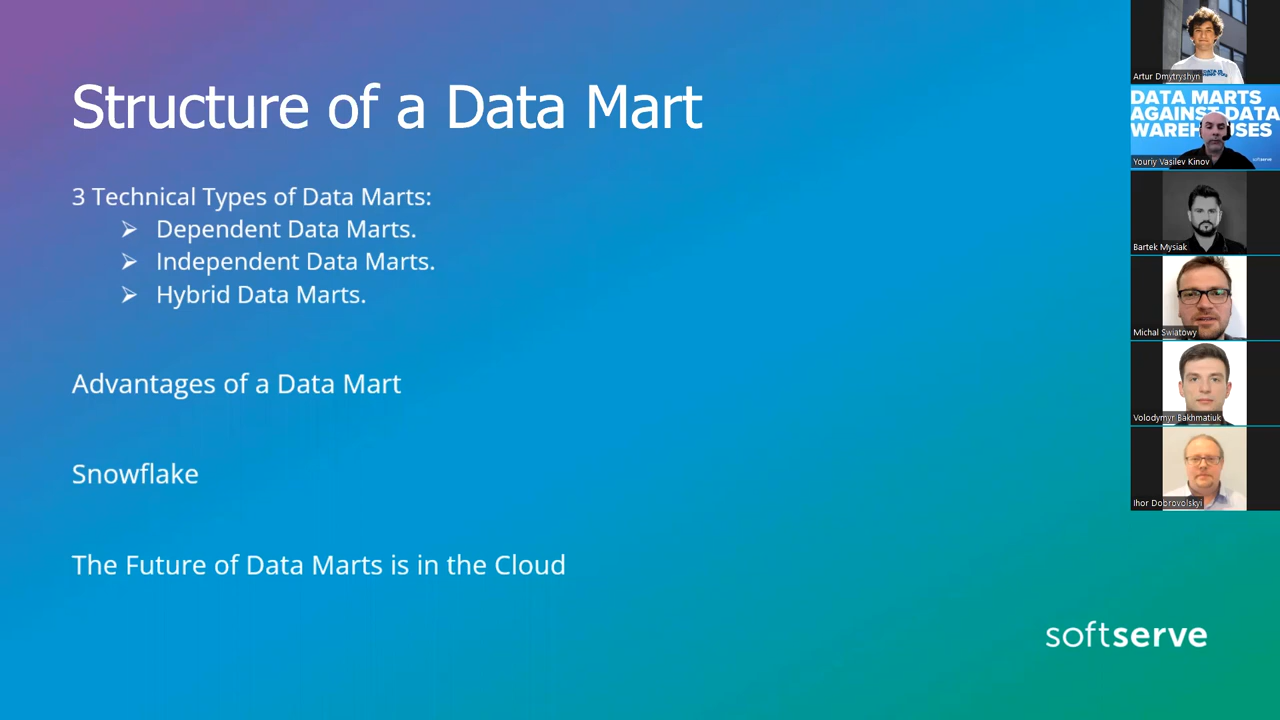 Structure of a Data Mart
3 Technical Types of Data Marts:
➢ Dependent Data Marts.
➢ Independent Data Marts.
➢ Hybrid Data Marts.
Advantages of a Data Mart
Snowflake
The Future of Data Marts is in the Cloud
softserve
Artur Dmytryshyn
DATA MARTS
AGAINST DATA
WAREHOUSES
softserve
Youriy Vasilev Kinov
Bartek Mysiak
Michal Swiatowy
Volodymyr Bakhmatiuk
Ihor Dobrovolskyi